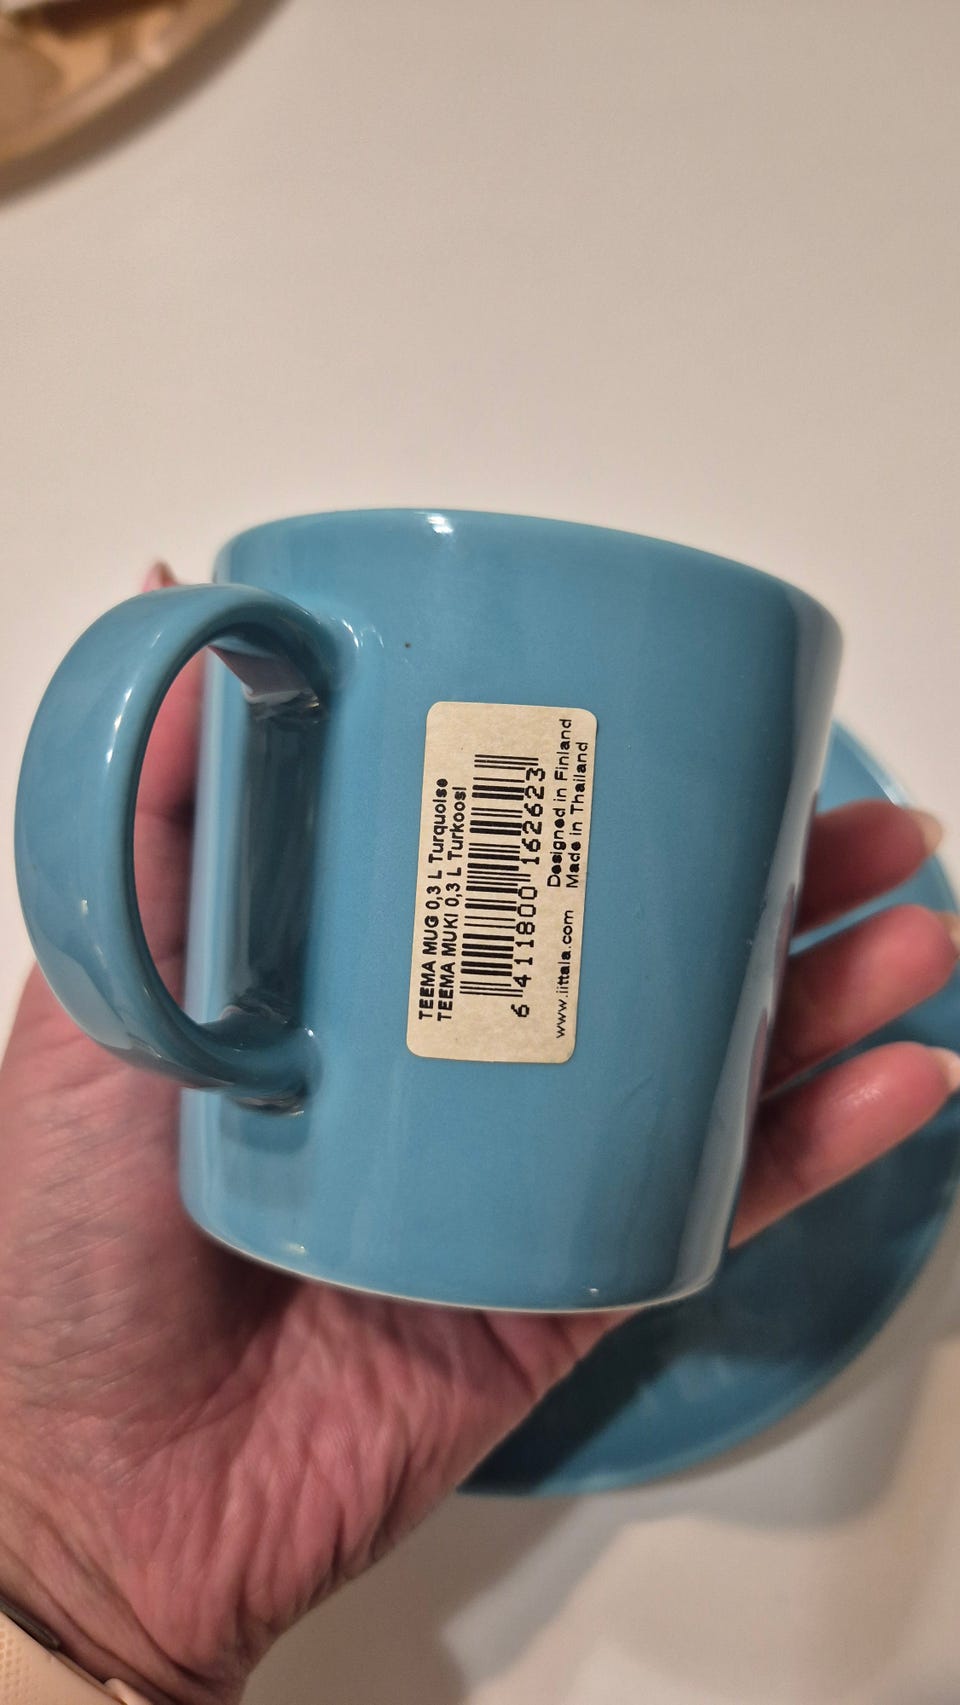 TEEMA MUG 0,3 L Turquoise
TEEMA MUKI 0,3 L Turkoosi
6 411800 162623
www.iittala.com
Designed in Finland
Made in Thailand